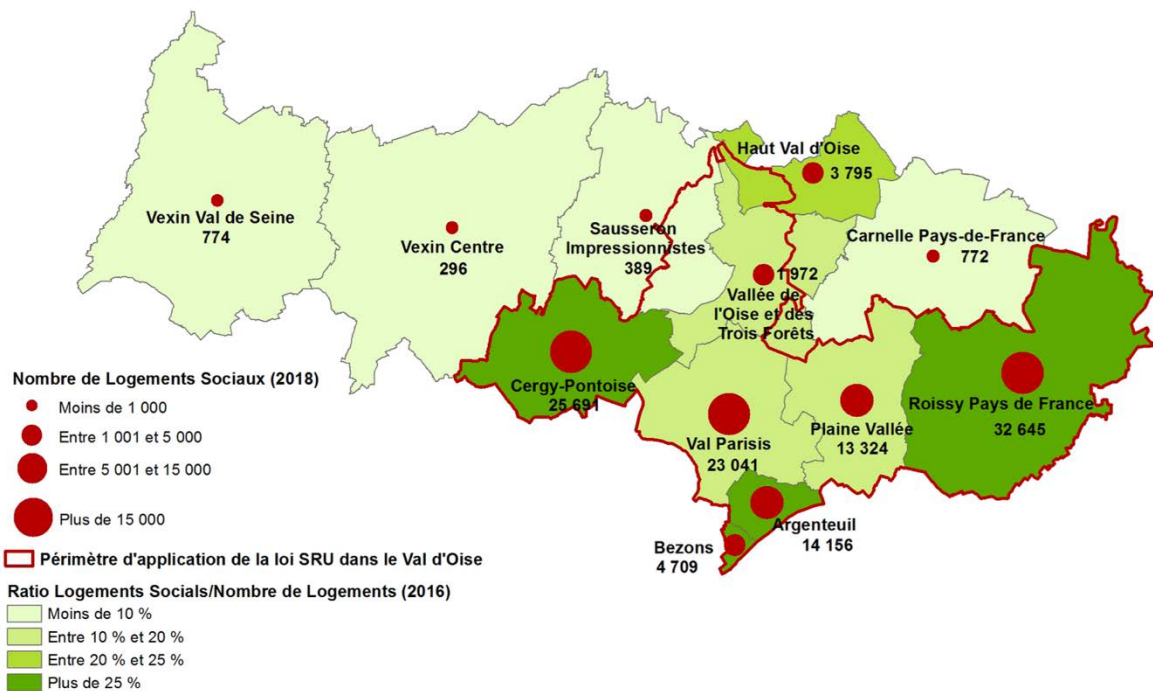 Haut Val d'Oise
3 795
Vexin Val de Seine
774
Vexin Centre
296
Sausseron
Impressionnistes
389
Carnelle Pays-de-France
772
1 972
Vallée de
l'Oise et des
Trois Forêts
Cergy-Pontoise
25 691
Val Parisis
23 041
Plaine Vallée
13 324
Roissy Pays de France
32 645
Argenteuil
14 156
Bezons
4 709
Nombre de Logements Sociaux (2018)
Moins de 1 000
Entre 1 001 et 5 000
Entre 5 001 et 15 000
Plus de 15 000
Périmètre d'application de la loi SRU dans le Val d'Oise
Ratio Logements Socials/Nombre de Logements (2016)
Moins de 10 %
Entre 10 % et 20 %
Entre 20 % et 25 %
Plus de 25 %